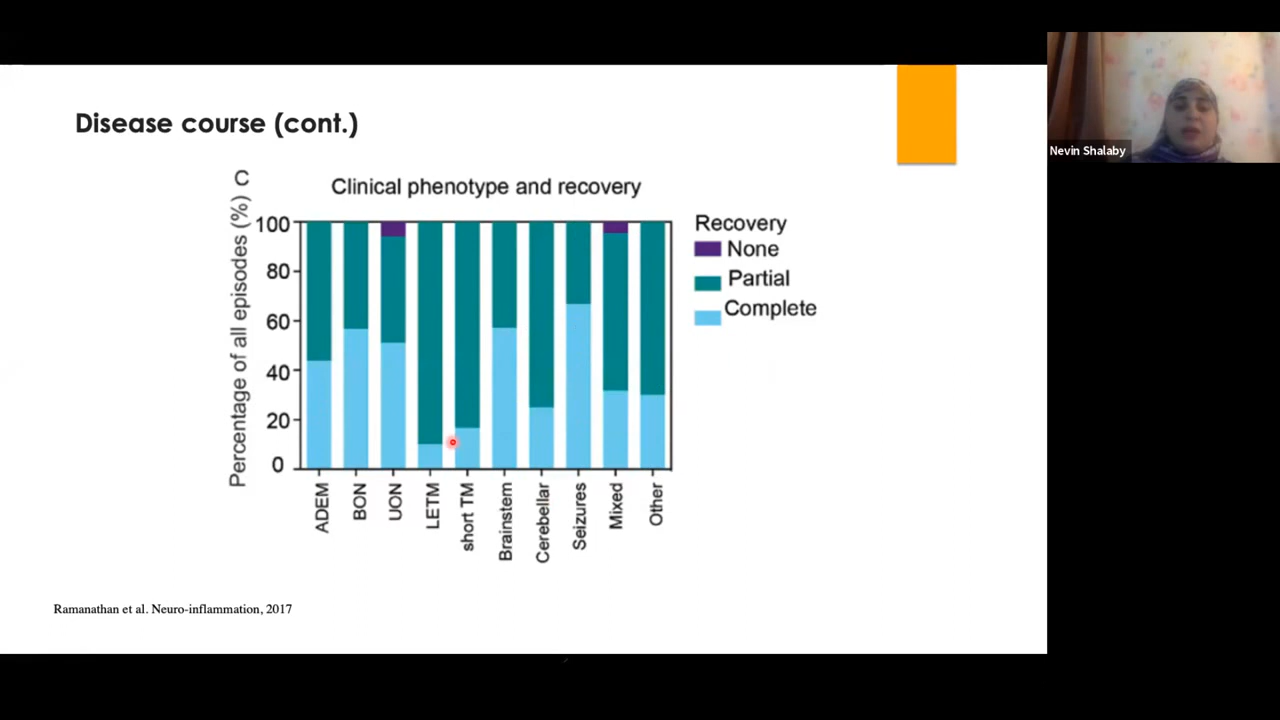 Disease course (cont.)
C
Clinical phenotype and recovery
Percentage of all episodes (%)
100
80
60
40
20
0
ADEM
BON
UON
LETM
short TM
Brainstem
Cerebellar
Seizures
Mixed
Other
Recovery
None
Partial
Complete
Ramanathan et al. Neuro-inflammation, 2017
Nevin Shalaby